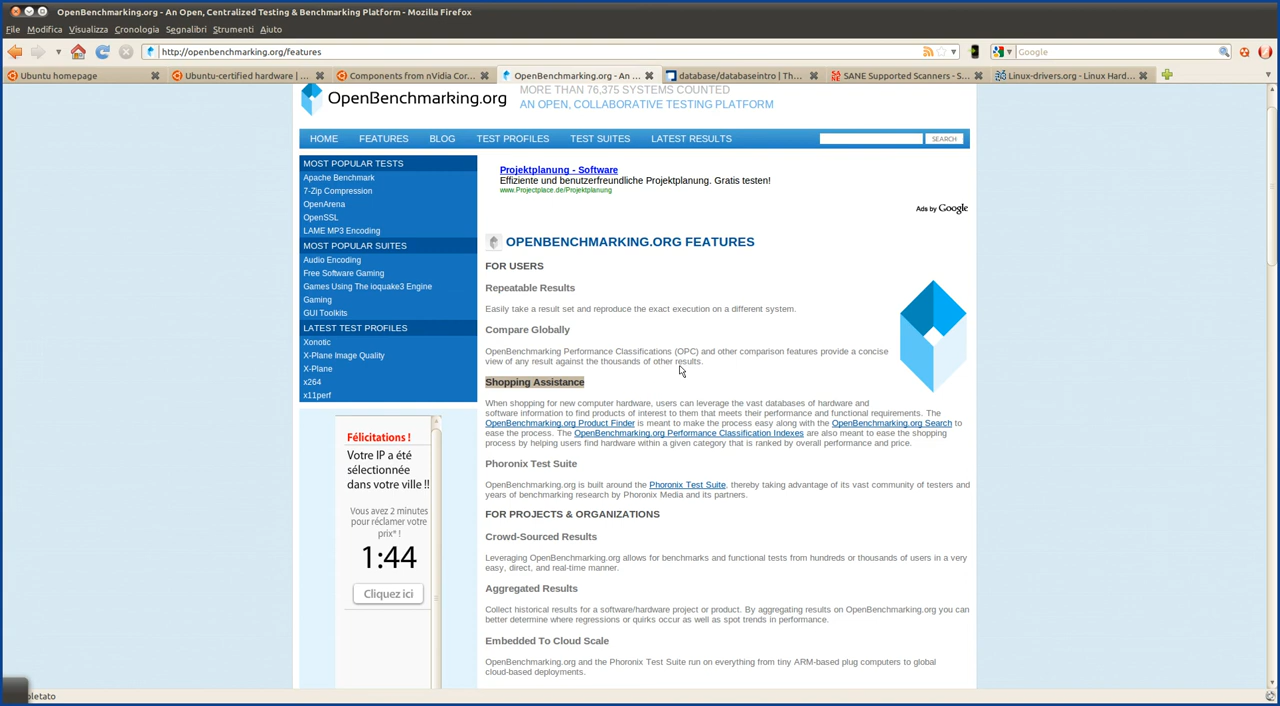 OpenBenchmarking.org - An Open, Centralized Testing & Benchmarking Platform - Mozilla Firefox
File Modifica Visualizza Cronologia Segnalibri Strumenti Aiuto
http://openbenchmarking.org/features
Google
Ubuntu homepage
Ubuntu-certified hardware | ...
Components from nVidia Cor...
OpenBenchmarking.org - An ...
database/databaseintro | Th...
SANE Supported Scanners - S...
Linux-drivers.org - Linux Hard...
OpenBenchmarking.org
MORE THAN 76,375 SYSTEMS COUNTED
AN OPEN, COLLABORATIVE TESTING PLATFORM
HOME FEATURES BLOG TEST PROFILES TEST SUITES LATEST RESULTS
SEARCH
MOST POPULAR TESTS
Apache Benchmark
7-Zip Compression
OpenArena
OpenSSL
LAME MP3 Encoding
MOST POPULAR SUITES
Audio Encoding
Free Software Gaming
Games Using The ioquake3 Engine
Gaming
GUI Toolkits
LATEST TEST PROFILES
Xonotic
X-Plane Image Quality
X-Plane
x264
x11perf
Félicitations !
Votre IP a été
sélectionnée
dans votre ville !!
Vous avez 2 minutes
pour réclamer votre
prix* !
1:44
Cliquez ici
Projektplanung - Software
Effiziente und benutzerfreundliche Projektplanung. Gratis testen!
www.Projectplace.de/Projektplanung
Ads by Google
OPENBENCHMARKING.ORG FEATURES
FOR USERS
Repeatable Results
Easily take a result set and reproduce the exact execution on a different system.
Compare Globally
OpenBenchmarking Performance Classifications (OPC) and other comparison features provide a concise
view of any result against the thousands of other results.
Shopping Assistance
When shopping for new computer hardware, users can leverage the vast databases of hardware and
software information to find products of interest to them that meets their performance and functional requirements. The
OpenBenchmarking.org Product Finder is meant to make the process easy along with the OpenBenchmarking.org Search to
ease the process. The OpenBenchmarking.org Performance Classification Indexes are also meant to ease the shopping
process by helping users find hardware within a given category that is ranked by overall performance and price.
Phoronix Test Suite
OpenBenchmarking.org is built around the Phoronix Test Suite, thereby taking advantage of its vast community of testers and
years of benchmarking research by Phoronix Media and its partners.
FOR PROJECTS & ORGANIZATIONS
Crowd-Sourced Results
Leveraging OpenBenchmarking.org allows for benchmarks and functional tests from hundreds or thousands of users in a very
easy, direct, and real-time manner.
Aggregated Results
Collect historical results for a software/hardware project or product. By aggregating results on OpenBenchmarking.org you can
better determine where regressions or quirks occur as well as spot trends in performance.
Embedded To Cloud Scale
OpenBenchmarking.org and the Phoronix Test Suite run on everything from tiny ARM-based plug computers to global
cloud-based deployments.
pletato